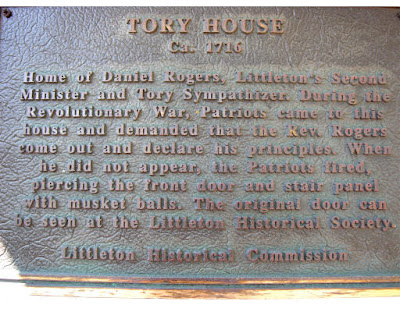 TORY HOUSE
Ca. 1716
Home of Daniel Rogers, Littleton's Second
Minister and Tory Sympathizer. During the
Revolutionary War, Patriots came to this
house and demanded that the Rev. Rogers
come out and declare his principles. When
he did not appear, the Patriots fired,
piercing the front door and stair panel
with musket balls. The original door can
be seen at the Littleton Historical Society.
Littleton Historical Commission